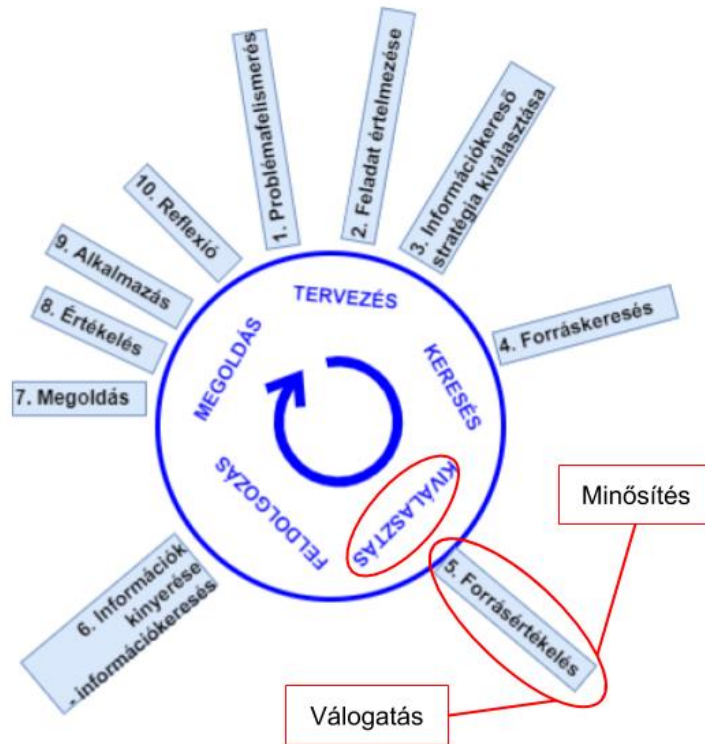 1. Problémafelismerés
2. Feladat értelmezése
3. Információkereső
stratégia kiválasztása
4. Forráskeresés
5. Forrásértékelés
6. Információk
kinyerése
- információkeresés
7. Megoldás
8. Értékelés
9. Alkalmazás
10. Reflexió
TERVEZÉS
KERESÉS
KIVÁLASZTÁS
FELDOLGOZÁS
MEGOLDÁS
Minősítés
Válogatás